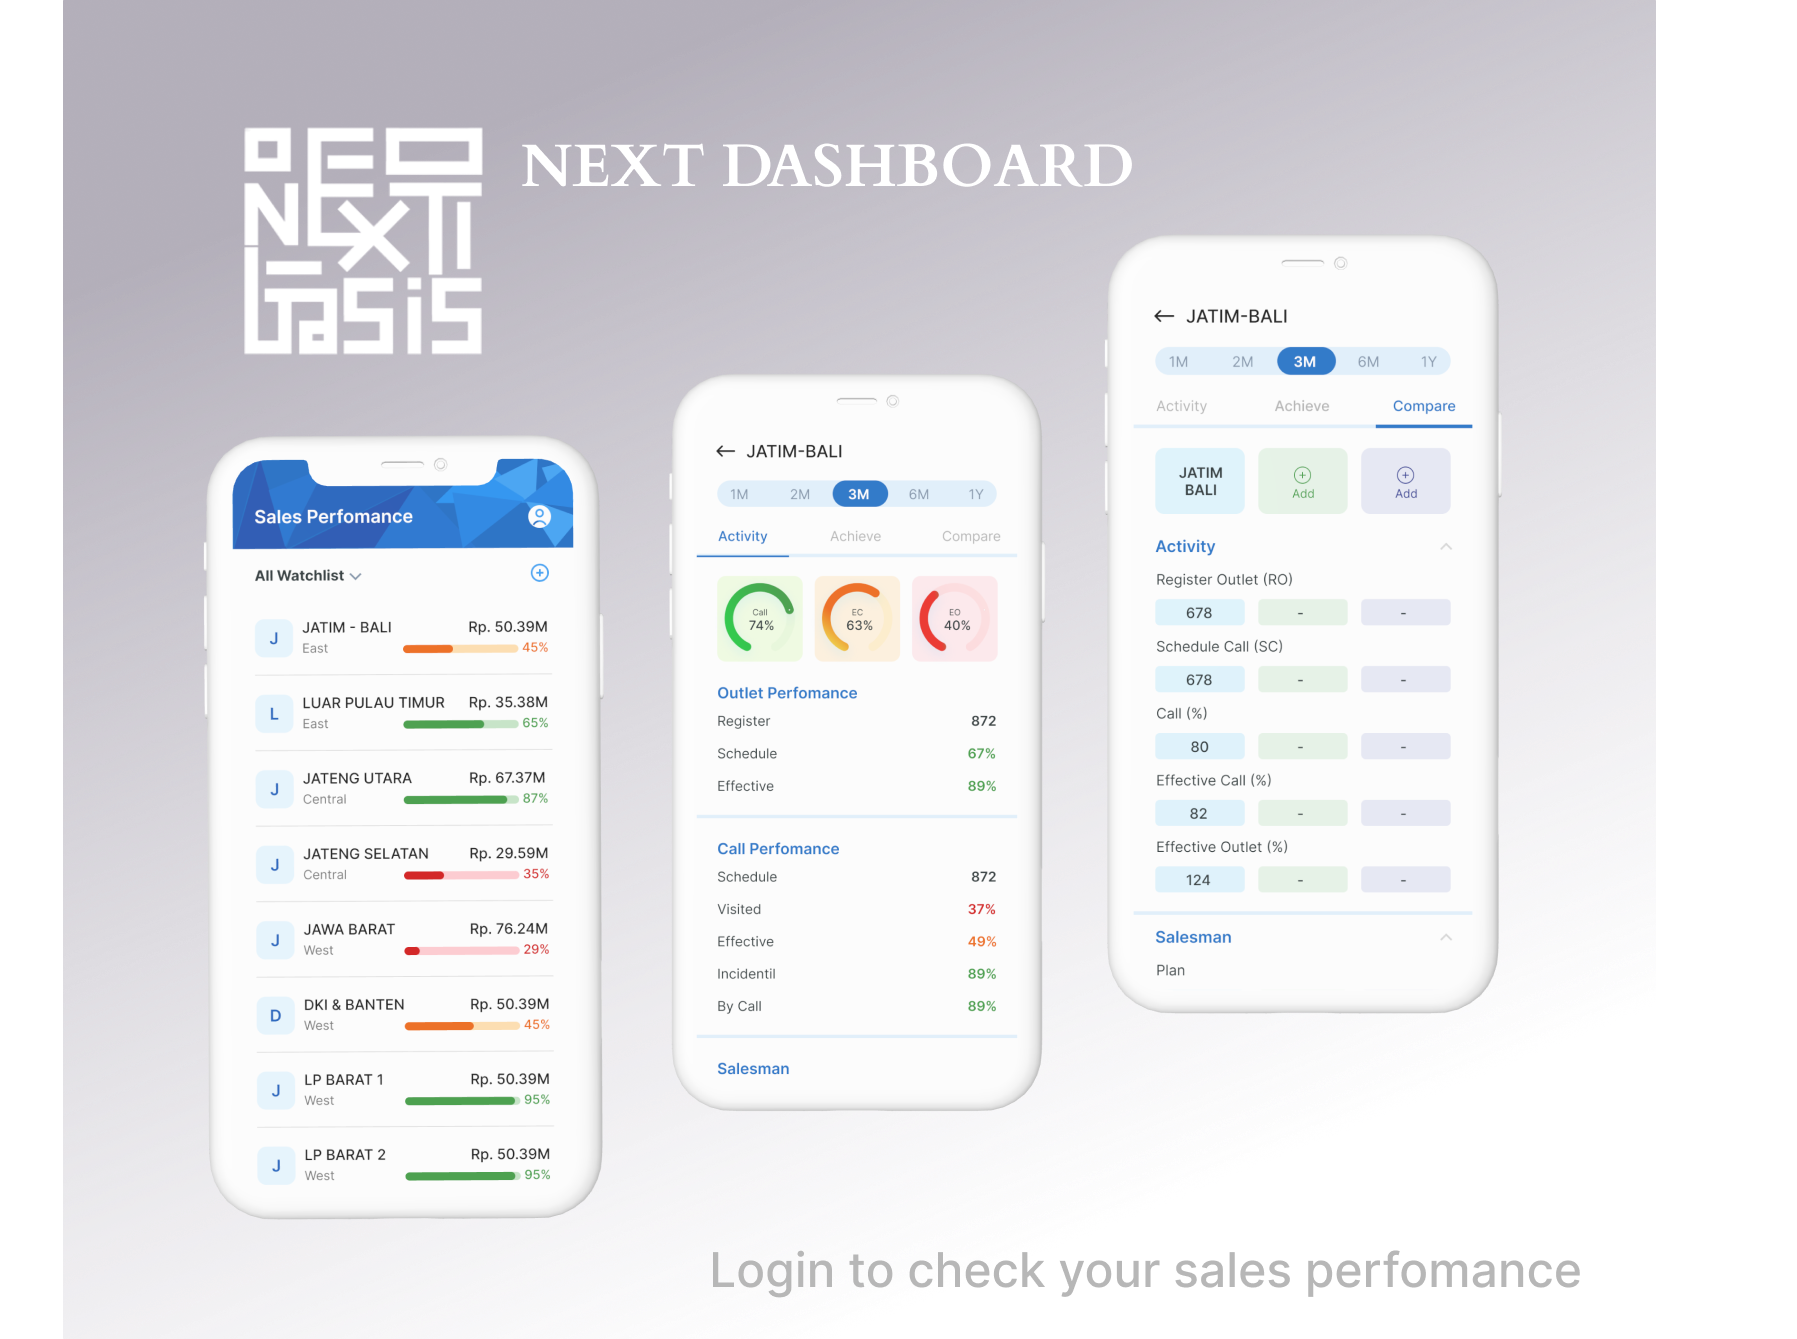 NEXT DASHBOARD
NEXT
basis
Sales Perfomance
All Watchlist
J JATIM - BALI Rp. 50.39M
East 45%
L LUAR PULAU TIMUR Rp. 35.38M
East 65%
J JATENG UTARA Rp. 67.37M
Central 87%
J JATENG SELATAN Rp. 29.59M
Central 35%
J JAWA BARAT Rp. 76.24M
West 29%
D DKI & BANTEN Rp. 50.39M
West 45%
J LP BARAT 1 Rp. 50.39M
West 95%
J LP BARAT 2 Rp. 50.39M
West 95%
← JATIM-BALI
1M 2M 3M 6M 1Y
Activity Achieve Compare
Call EC EO
74% 63% 40%
Outlet Perfomance
Register 872
Schedule 67%
Effective 89%
Call Perfomance
Schedule 872
Visited 37%
Effective 49%
Incidentil 89%
By Call 89%
Salesman
← JATIM-BALI
1M 2M 3M 6M 1Y
Activity Achieve Compare
JATIM
BALI
Add Add
Activity
Register Outlet (RO)
678 - -
Schedule Call (SC)
678 - -
Call (%)
80 - -
Effective Call (%)
82 - -
Effective Outlet (%)
124 - -
Salesman
Plan
Login to check your sales perfomance